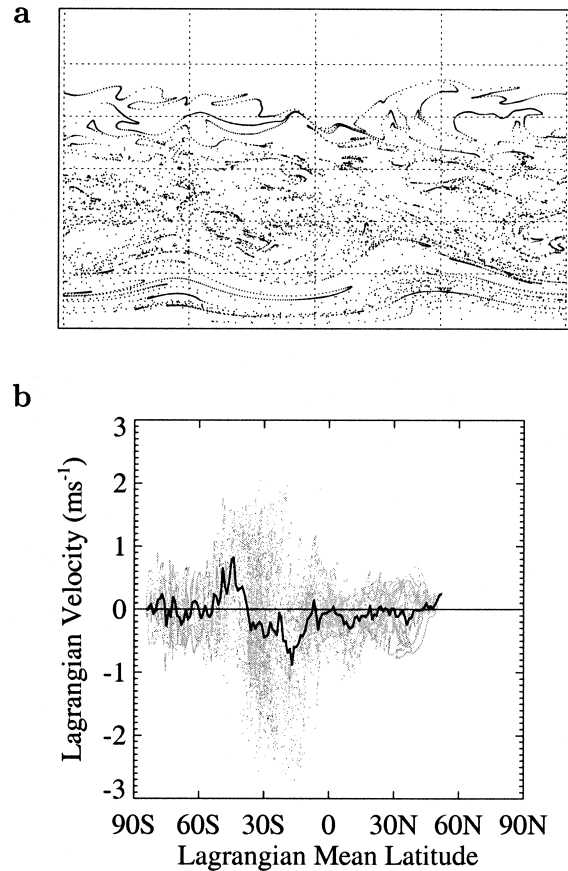 a
b
3
2
1
0
-1
-2
-3
Lagrangian Velocity (ms-1)
90S 60S 30S 0 30N 60N 90N
Lagrangian Mean Latitude